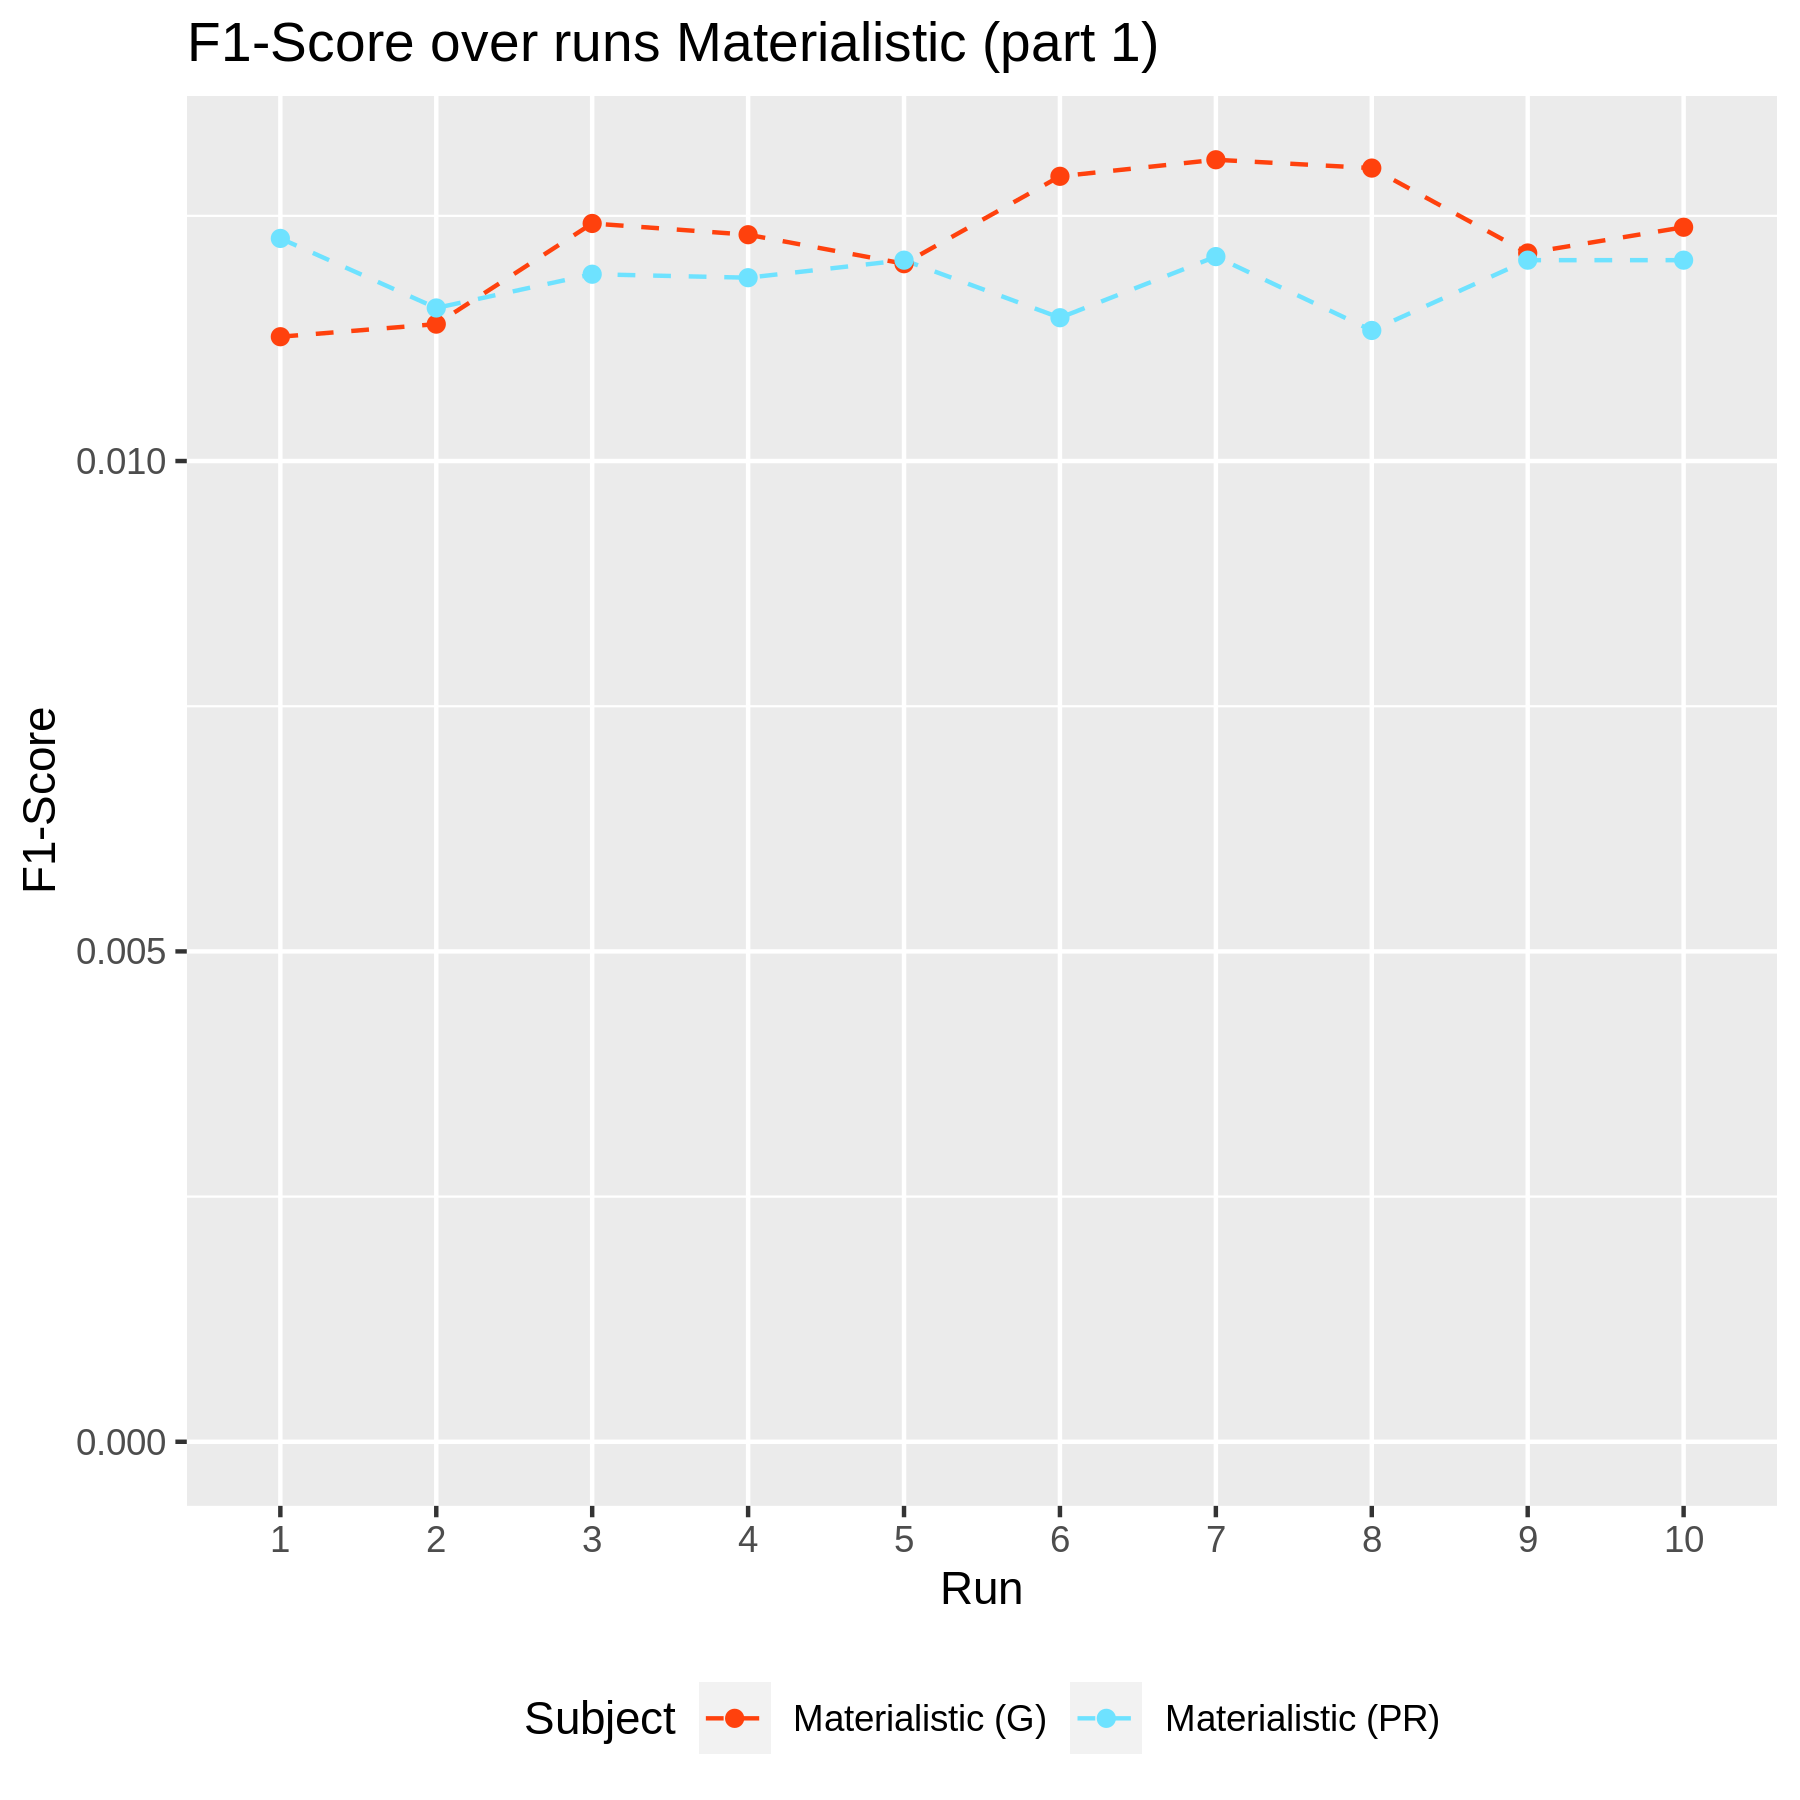 F1-Score over runs Materialistic (part 1)
F1-Score
0.010
0.005
0.000
1 2 3 4 5 6 7 8 9 10
Run
Subject Materialistic (G) Materialistic (PR)